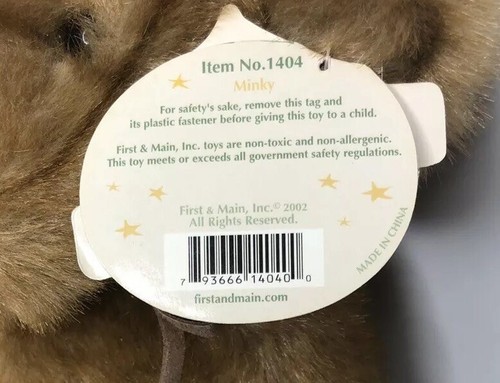 Item No.1404
Minky
For safety's sake, remove this tag and
its plastic fastener before giving this toy to a child.
First & Main, Inc. toys are non-toxic and non-allergenic.
This toy meets or exceeds all government safety regulations.
First & Main, Inc.© 2002
All Rights Reserved.
MADE IN CHINA
7 93666 14040 0
firstandmain.com